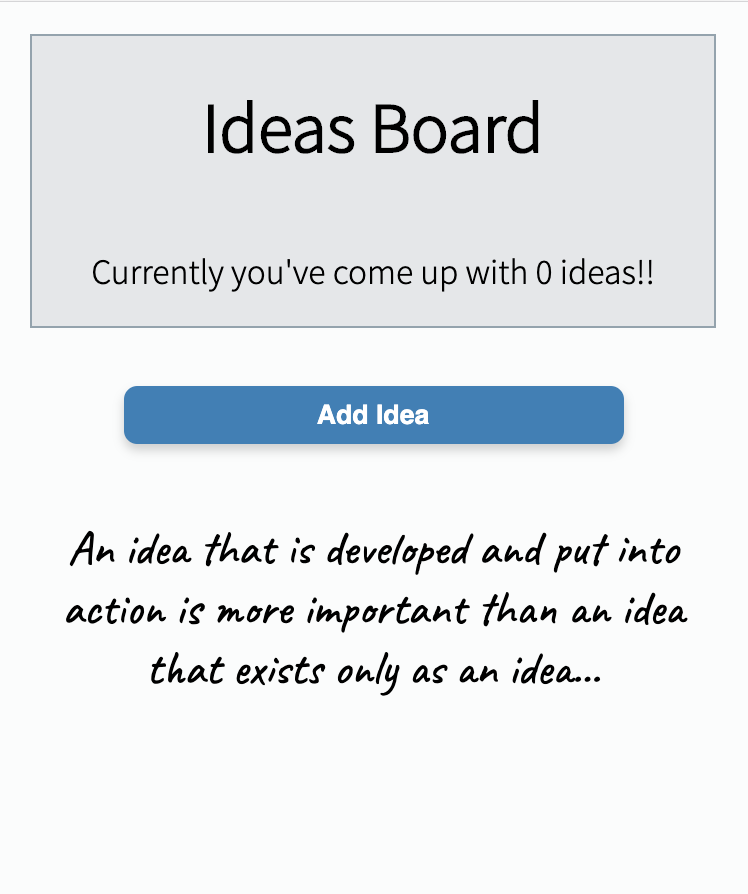 Ideas Board
Currently you've come up with 0 ideas!!
Add Idea
An idea that is developed and put into
action is more important than an idea
that exists only as an idea...